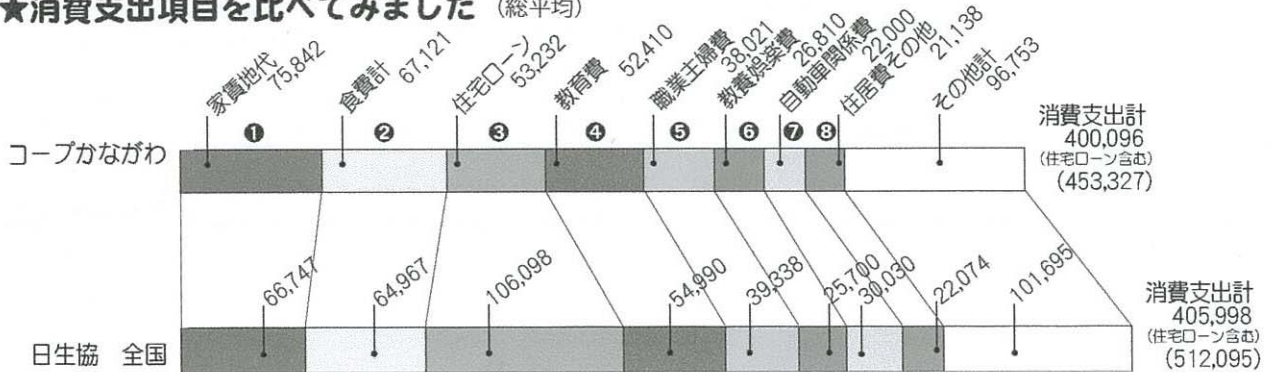 ★消費支出項目を比べてみました（総平均）
家賃地代 75,842
食費計 67,121
住宅ローン 53,232
教育費 52,410
職業主婦費 38,021
教養娯楽費 26,810
自動車関係費 22,000
住居費その他 21,138
その他計 96,753
❶ ❷ ❸ ❹ ❺ ❻ ❼ ❽
コープかながわ
消費支出計
400,096
(住宅ローン含む)
(453,327)
66,747
64,967
106,098
54,990
39,338
25,700
30,030
22,074
101,695
日生協 全国
消費支出計
405,998
(住宅ローン含む)
(512,095)